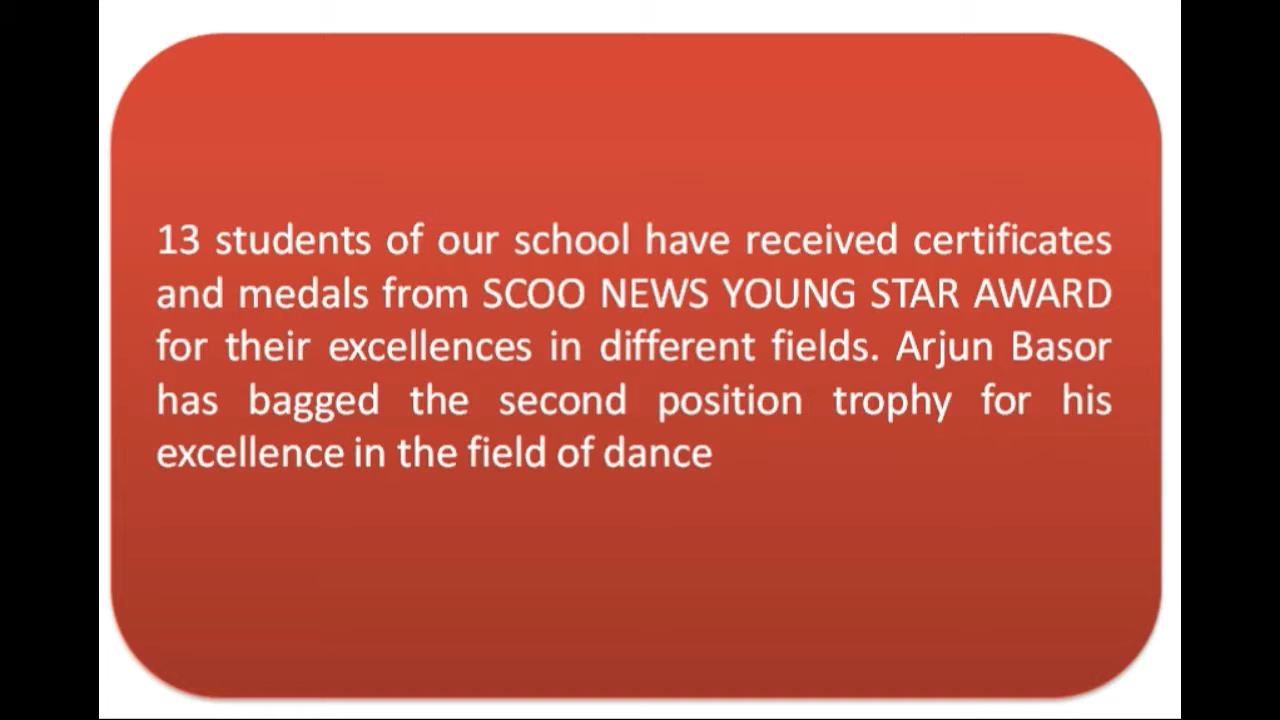 13 students of our school have received certificates
and medals from SCOO NEWS YOUNG STAR AWARD
for their excellences in different fields. Arjun Basor
has bagged the second position trophy for his
excellence in the field of dance